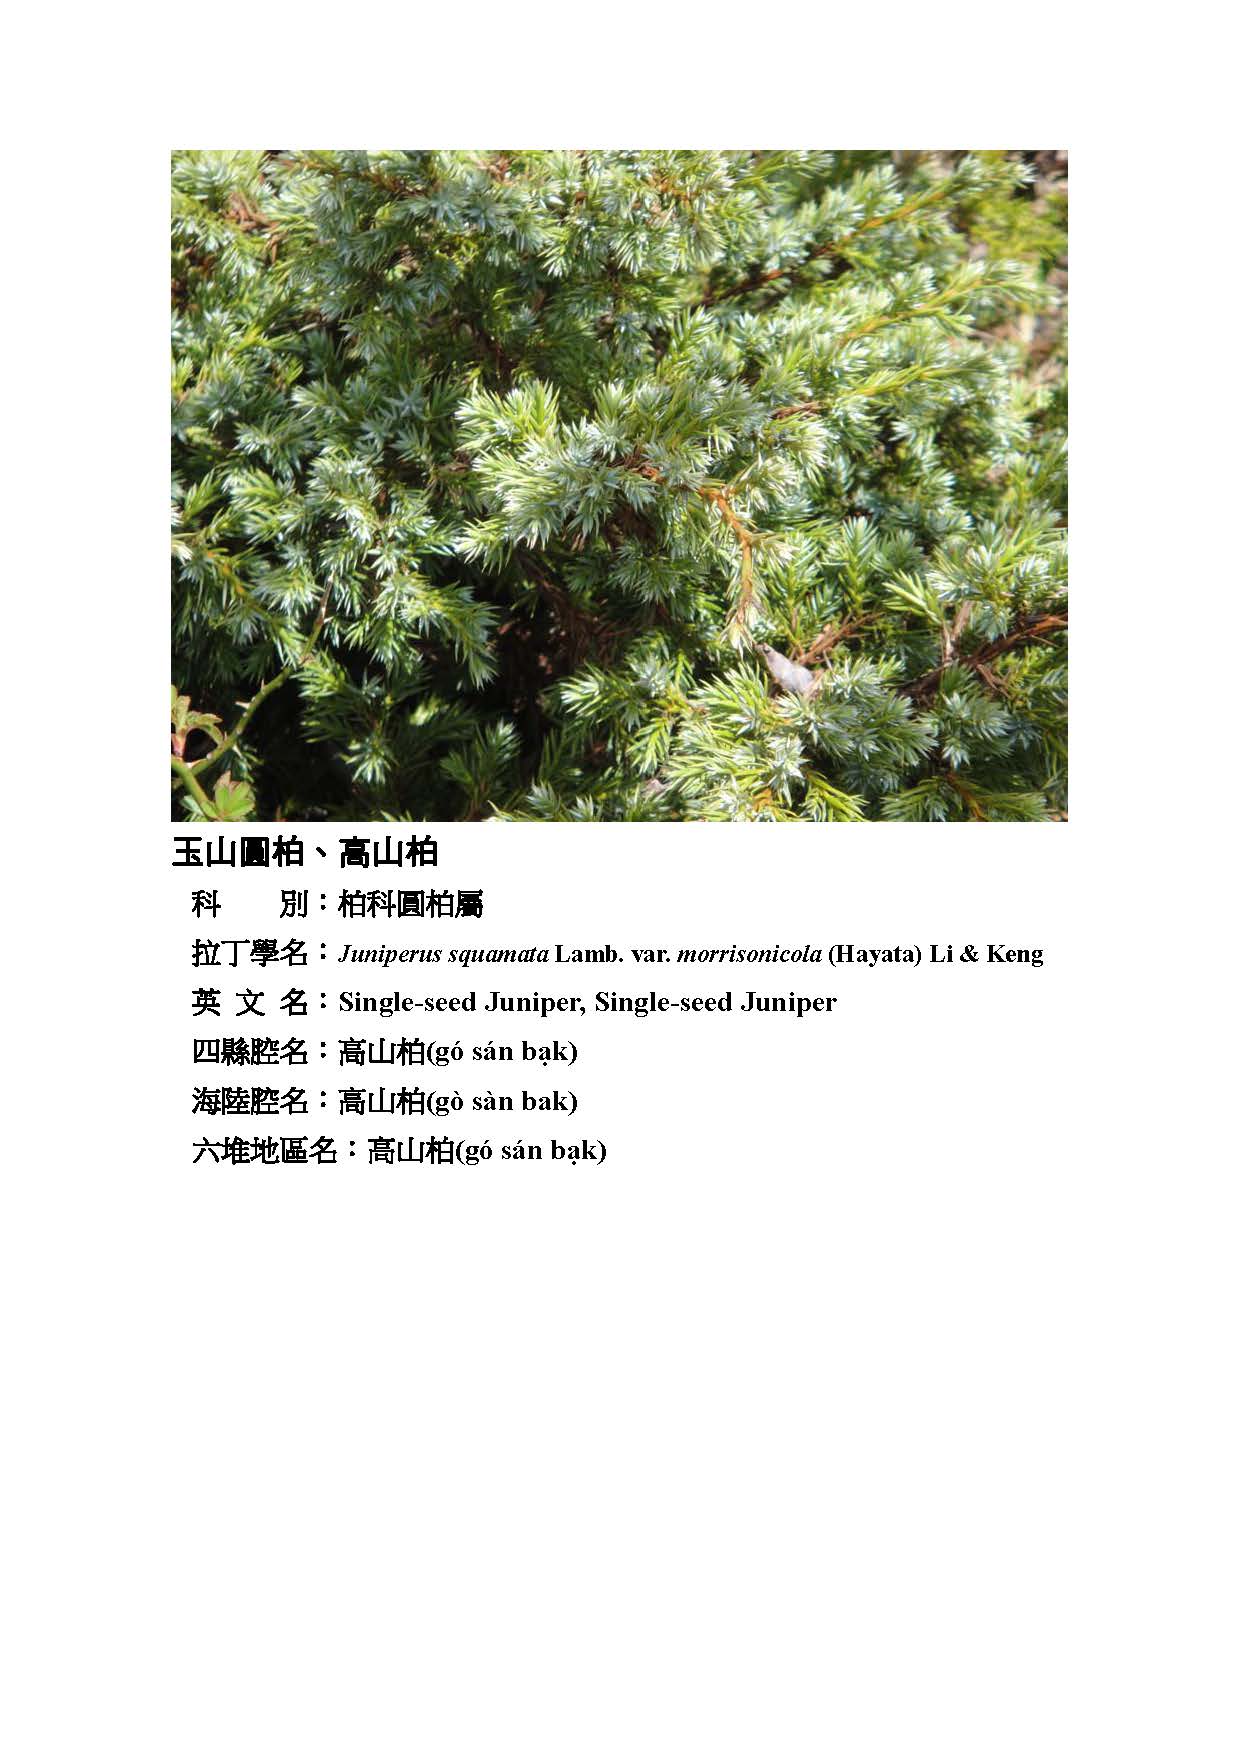 玉山圓柏、高山柏
科　　別：柏科圓柏屬
拉丁學名：Juniperus squamata Lamb. var. morrisonicola (Hayata) Li & Keng
英 文 名：Single-seed Juniper, Single-seed Juniper
四縣腔名：高山柏(gó sán bạk)
海陸腔名：高山柏(gò sàn bak)
六堆地區名：高山柏(gó sán bạk)